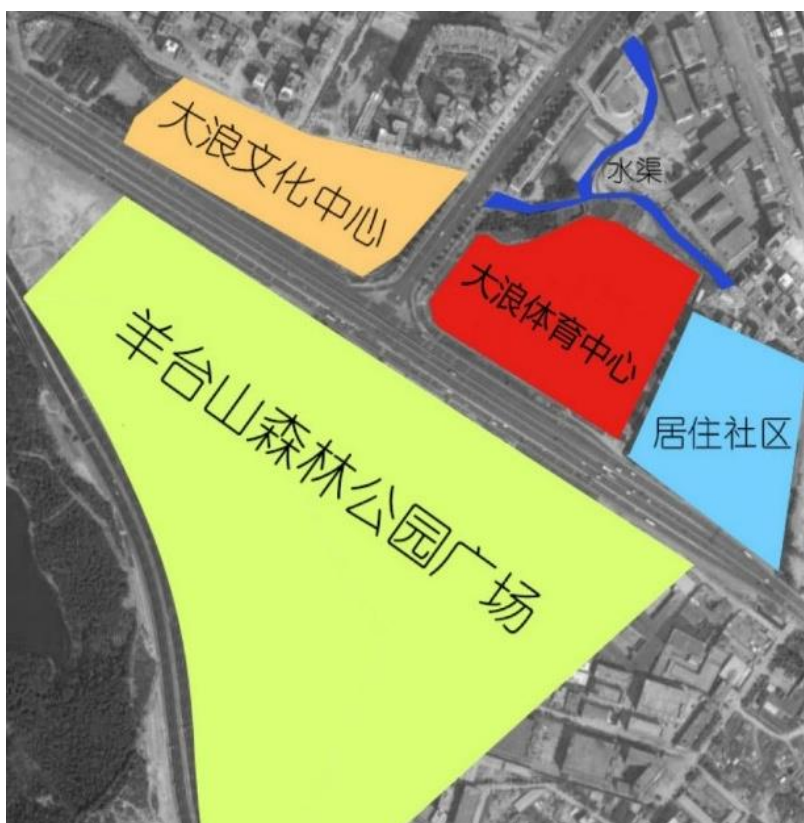 大浪文化中心
水渠
大浪体育中心
居住社区
羊台山森林公园广场